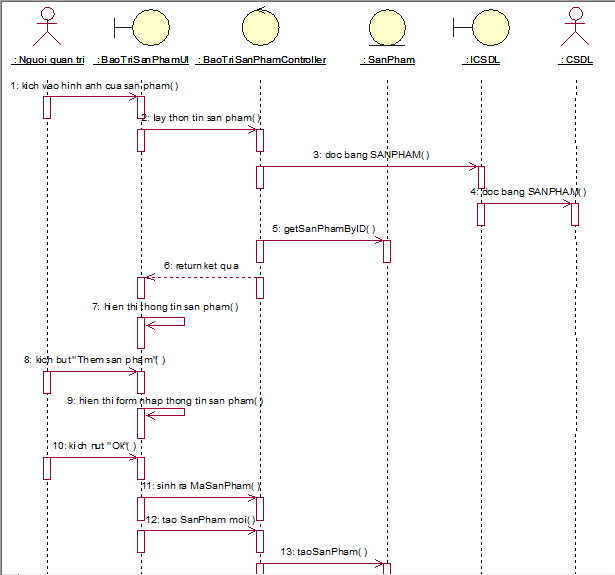 : Nguoi quan tri
: BaoTriSanPhamUI
: BaoTriSanPhamController
: SanPham
: ICSDL
: CSDL
1: kich vao hinh anh cua san pham( )
2: lay thon tin san pham( )
3: doc bang SANPHAM( )
4: doc bang SANPHAM( )
5: getSanPhamByID( )
6: return ket qua
7: hien thi thong tin san pham( )
8: kich but "Them san pham"( )
9: hien thi form nhap thong tin san pham( )
10: kich nut "Ok"( )
11: sinh ra MaSanPham( )
12: tao SanPham moi( )
13: taoSanPham( )